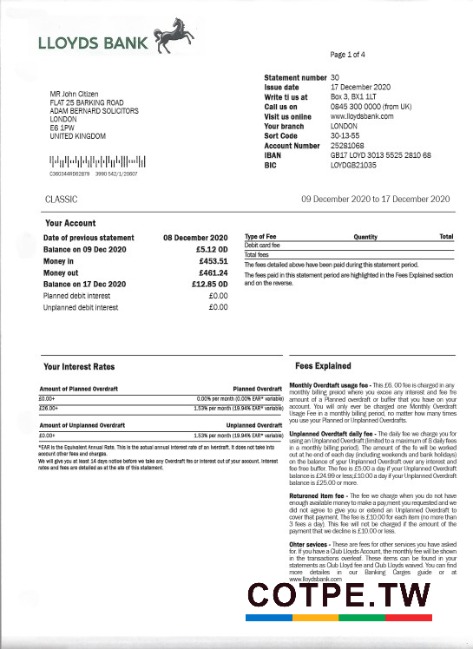 LLOYDS BANK
Page 1 of 4
Statement number 30
Issue date 17 December 2020
Write ti us at Box 3, BX1 1LT
Call us on 0845 300 0000 (from UK)
Visit us online www.lloydsbank.com
Your branch LONDON
Sort Code 30-13-55
Account Number 25281068
IBAN GB17 LOYD 3013 5525 2810 68
BIC LOYDGB21035
MR John Citizen
FLAT 25 BARKING ROAD
ADAM BERNARD SOLICITORS
LONDON
E6 1PW
UNITED KINGDOM
CLASSIC
09 December 2020 to 17 December 2020
Your Account
Date of previous statement 08 December 2020
Balance on 09 Dec 2020 £5.12 OD
Money in £453.51
Money out £461.24
Balance on 17 Dec 2020 £12.85 OD
Planned debit interest £0.00
Unplanned debit interest £0.00
Type of Fee Quantity Total
Debit card fee
Total fees
The fees detailed above have been paid during this statement period.
The fees paid in this statement period are highlighted in the Fees Explained section
and on the reverse.
Your Interest Rates
Amount of Planned Overdraft Planned Overdraft
£0.00+ 0.00% per month (0.00% EAR* variable)
£26.00+ 1.53% per month (19.94% EAR* variable)
Amount of Unplanned Overdraft Unplanned Overdraft
£0.00+ 1.53% per month (19.94% EAR* variable)
*EAR is the Equivalent Annual Rate. This is the actual annual interest rate of an
account other fees and charges.
We will give you at least 14 days notice before we take any Overdraft fee or interest out of your account. Interest
rates and fees are detailed as at the ate of this statement.
Fees Explained
Monthly Overdtaft usage fee - This £6. 00 fee is charged in any
monthly billing preiod where you excee any interest and fee fre
amount of a Planned overdraft or buffer that you have on your
account. You will only ever be charged one Monthly Overdraft
Usage Fee in a monthly billing period, no matter how many times
you use your Planned or Unplanned Overdrafts.
Unplanned Overdtaft daily fee - The daily fee we charge you for
using an Unplanned Overdraft (limited to a maximum of 8 daily fees
in a monthly billing period). The amount of the fe will be worked
out at he end of each day (including weekends and bank holidays)
on the balance of your Unplanned Overdraft over any interest and
fee free buffer. The fee is £5.00 a day if your Unplanned Overdraft
balance is £24.99 or less,£10.00 a day if your Unplanned Overdraft
balance is £25.00 or more.
Returened item fee - The fee we charge when you do not have
enough available money to make a payment you requested and we
did not agree to give you or extend an Unplanned Overdraft to
cover that payment. The fee is £10.00 for each item (no more than
3 fees a day). This fee will not be charged if the amount of the
payment that we decline is £10.00 or less.
Ohter sevices - These are fees for other services you have asked
for. If you have a Club Lloyds Account, the monthly fee will be shown
in the transactions overleaf. These items can be found in your
statements as Club Lloyd fee and Club Lloyds waived. You can find
more detailes in our Banking Carges guide or at
www.lloydsbank.com
COTPE.TW